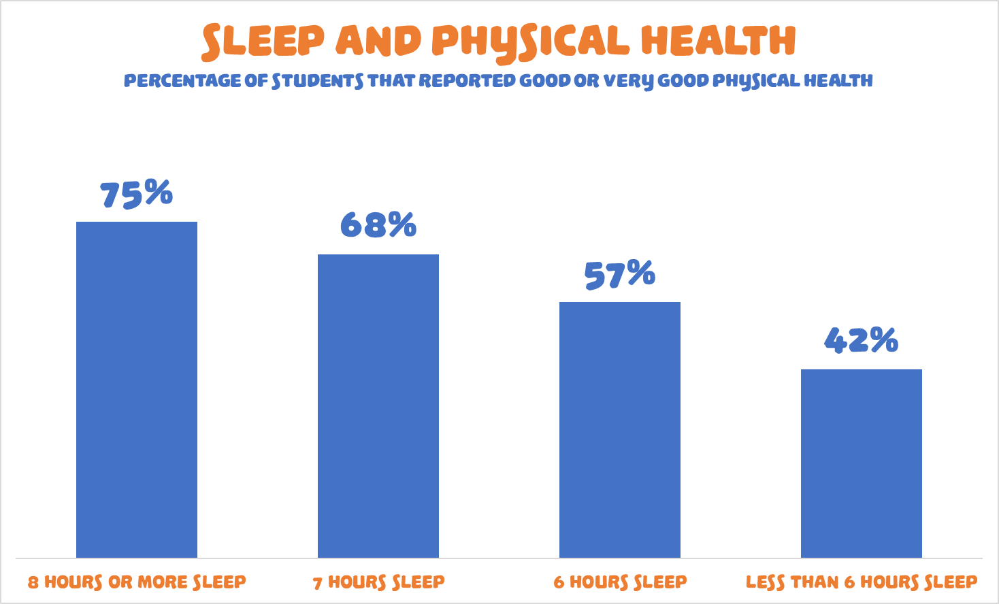 SLEEP AND PHYSICAL HEALTH
PERCENTAGE OF STUDENTS THAT REPORTED GOOD OR VERY GOOD PHYSICAL HEALTH
75%
68%
57%
42%
8 HOURS OR MORE SLEEP
7 HOURS SLEEP
6 HOURS SLEEP
LESS THAN 6 HOURS SLEEP